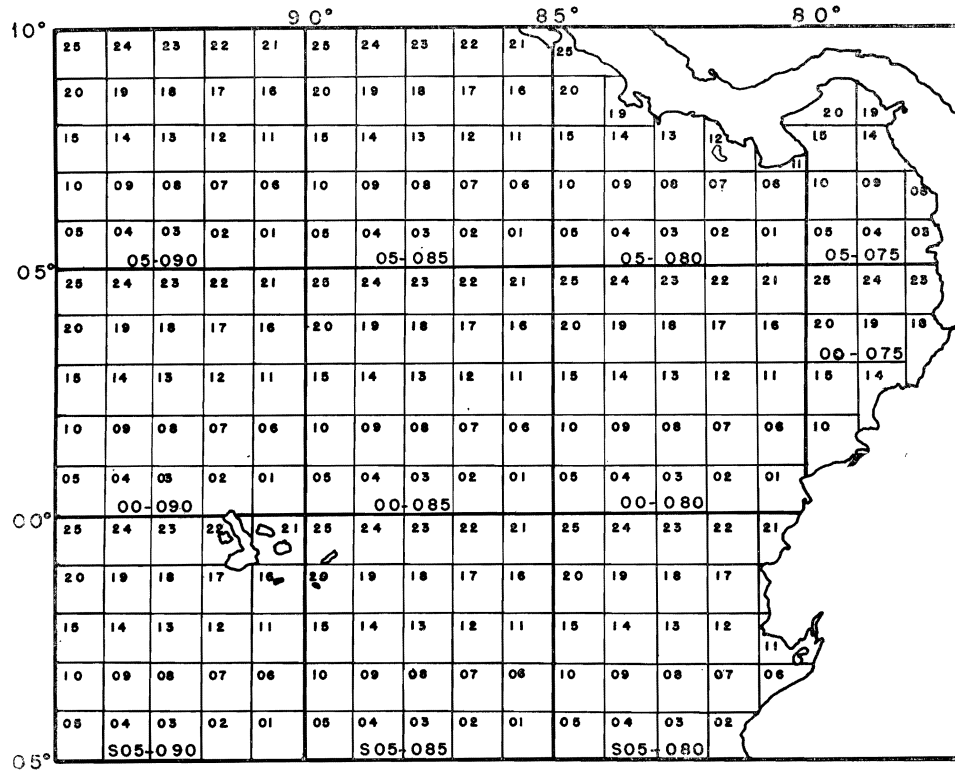 90° 85° 80°
10°
25 24 23 22 21 25 24 23 22 21 25
20 19 18 17 16 20 19 18 17 16 20 19 20 19
15 14 13 12 11 15 14 13 12 11 15 14 13 12 11 15 14
10 09 08 07 06 10 09 08 07 06 10 09 08 07 06 10 09 08
05 04 03 02 01 05 04 03 02 01 05 04 03 02 01 05 04 03
05-090 05-085 05-080 05-075
05°
25 24 23 22 21 25 24 23 22 21 25 24 23 22 21 25 24 23
20 19 18 17 16 20 19 18 17 16 20 19 18 17 16 20 19 18
00-075
15 14 13 12 11 15 14 13 12 11 15 14 13 12 11 15 14
10 09 08 07 06 10 09 08 07 06 10 09 08 07 06 10
05 04 03 02 01 05 04 03 02 01 05 04 03 02 01
00-090 00-085 00-080
00°
25 24 23 22 21 25 24 23 22 21 25 24 23 22 21
20 19 18 17 16 20 19 18 17 16 20 19 18 17
15 14 13 12 11 15 14 13 12 11 15 14 13 12 11
10 09 08 07 06 10 09 08 07 06 10 09 08 07 06
05 04 03 02 01 05 04 03 02 01 05 04 03 02
S05-090 S05-085 S05-080
05°